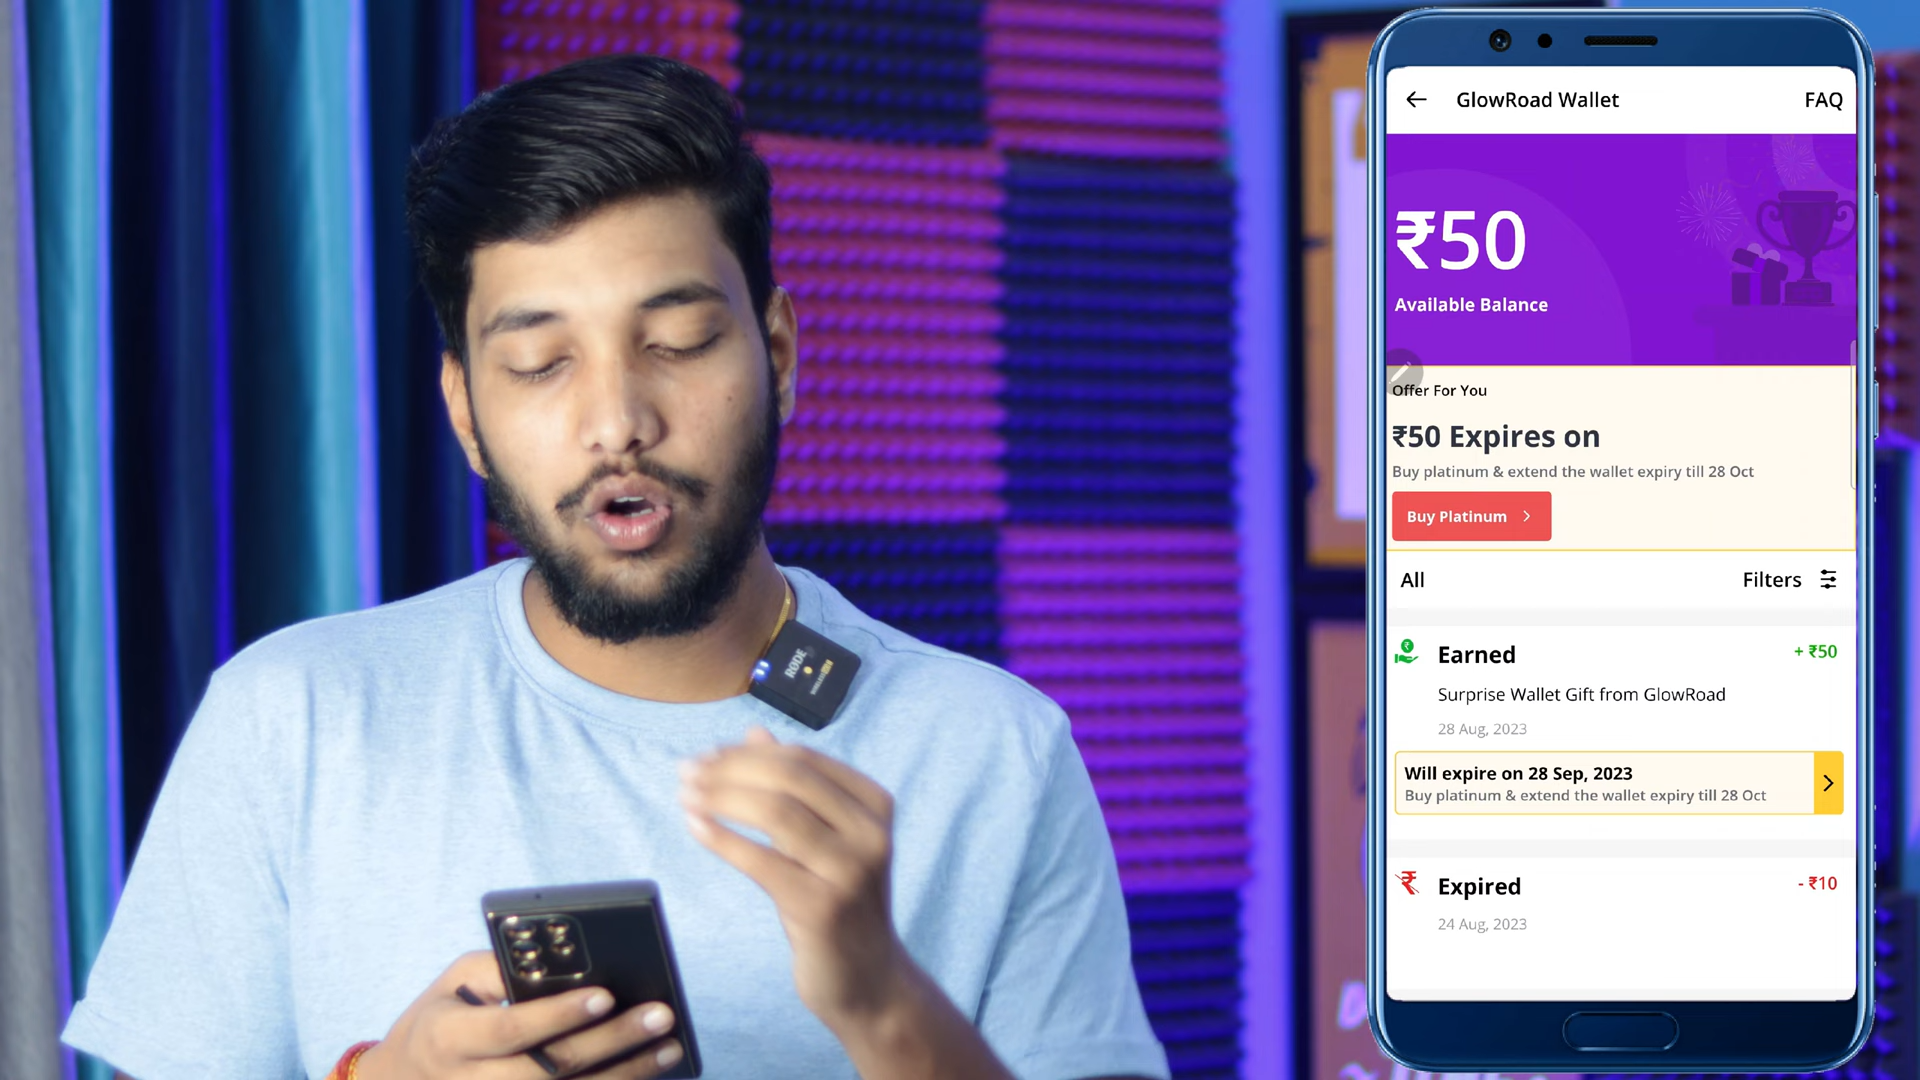 GlowRoad Wallet
FAQ
₹50
Available Balance
Offer For You
₹50 Expires on
Buy platinum & extend the wallet expiry till 28 Oct
Buy Platinum
All
Filters
Earned
+ ₹50
Surprise Wallet Gift from GlowRoad
28 Aug, 2023
Will expire on 28 Sep, 2023
Buy platinum & extend the wallet expiry till 28 Oct
Expired
- ₹10
24 Aug, 2023
RØDE